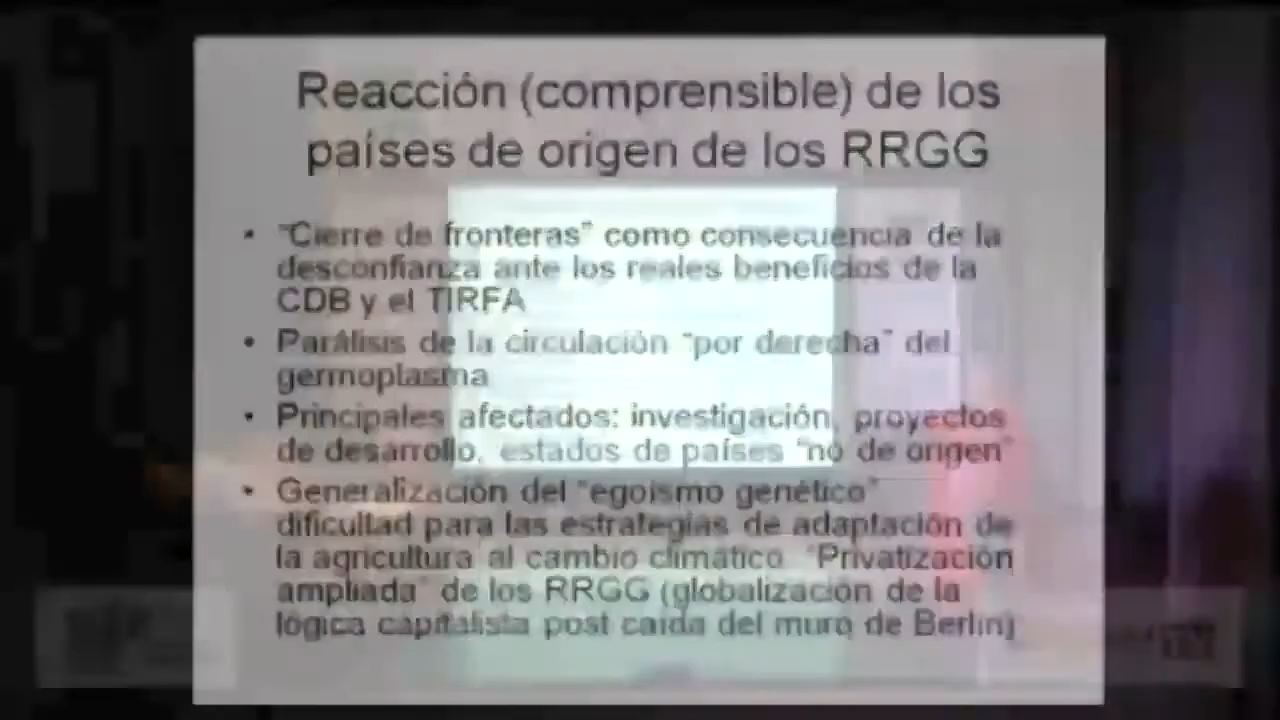 Reacción (comprensible) de los
países de origen de los RRGG
• "Cierre de fronteras" como consecuencia de la
desconfianza ante los reales beneficios de la
CDB y el TIRFA
• Parálisis de la circulación "por derecha" del
germoplasma
• Principales afectados: investigación, proyectos
de desarrollo, estados de países "no de origen"
• Generalización del "egoismo genético"
dificultad para las estrategias de adaptación de
la agricultura al cambio climático. "Privatización
ampliada" de los RRGG (globalización de la
lógica capitalista post caída del muro de Berlin)